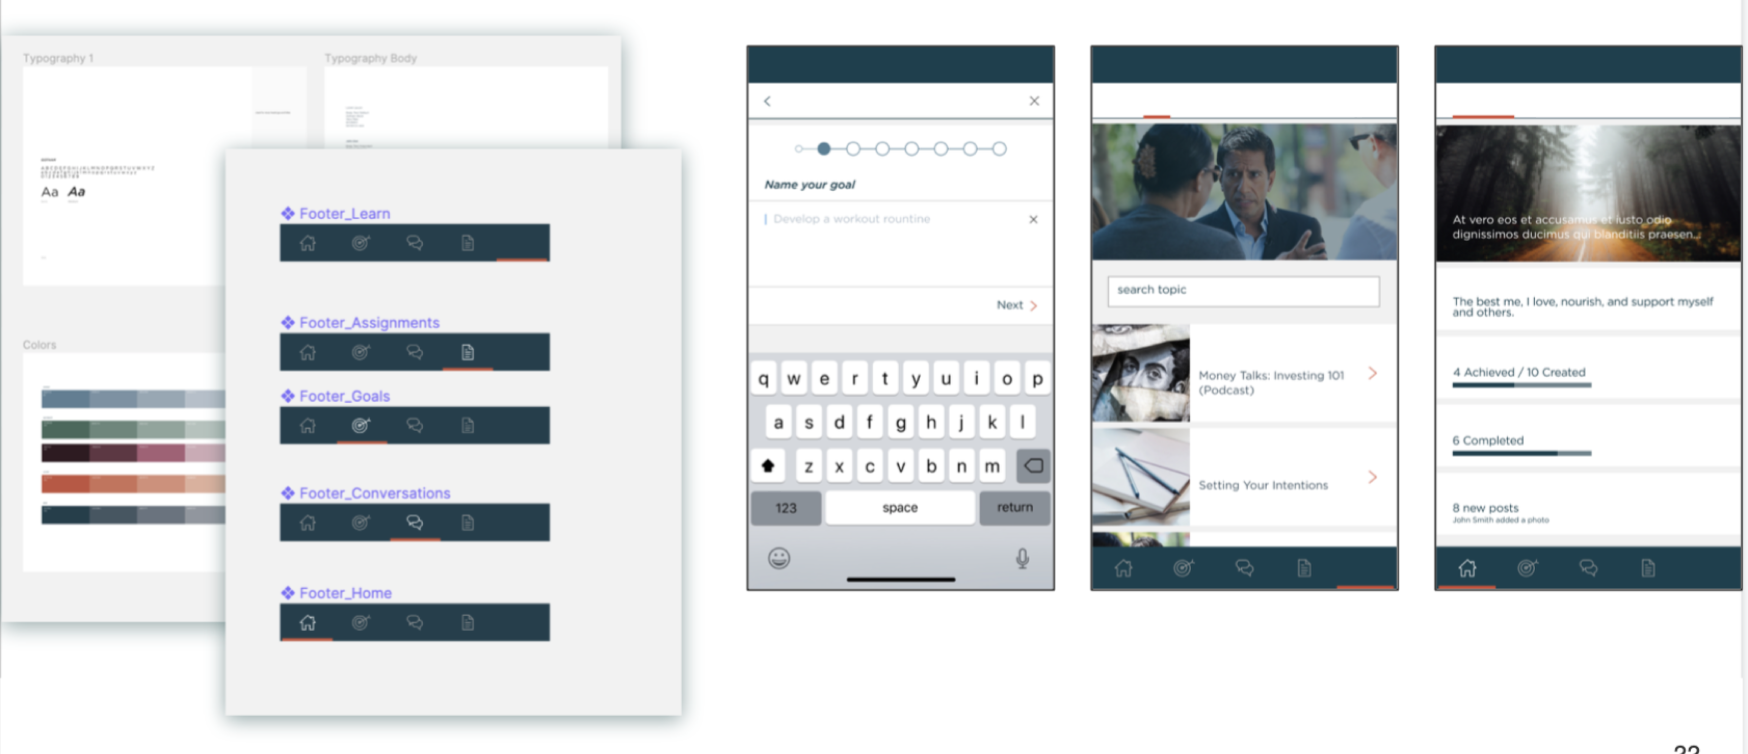 Typography 1
Typography Body
Aa Aa
Colors
Footer_Learn
Footer_Assignments
Footer_Goals
Footer_Conversations
Footer_Home
Name your goal
Develop a workout rountine
Next
q w e r t y u i o p
a s d f g h j k l
z x c v b n m
123 space return
search topic
Money Talks: Investing 101
(Podcast)
Setting Your Intentions
At vero eos et accusamus et iusto odio
dignissimos ducimus qui blanditiis praesen...
The best me, I love, nourish, and support myself
and others.
4 Achieved / 10 Created
6 Completed
8 new posts
John Smith added a photo